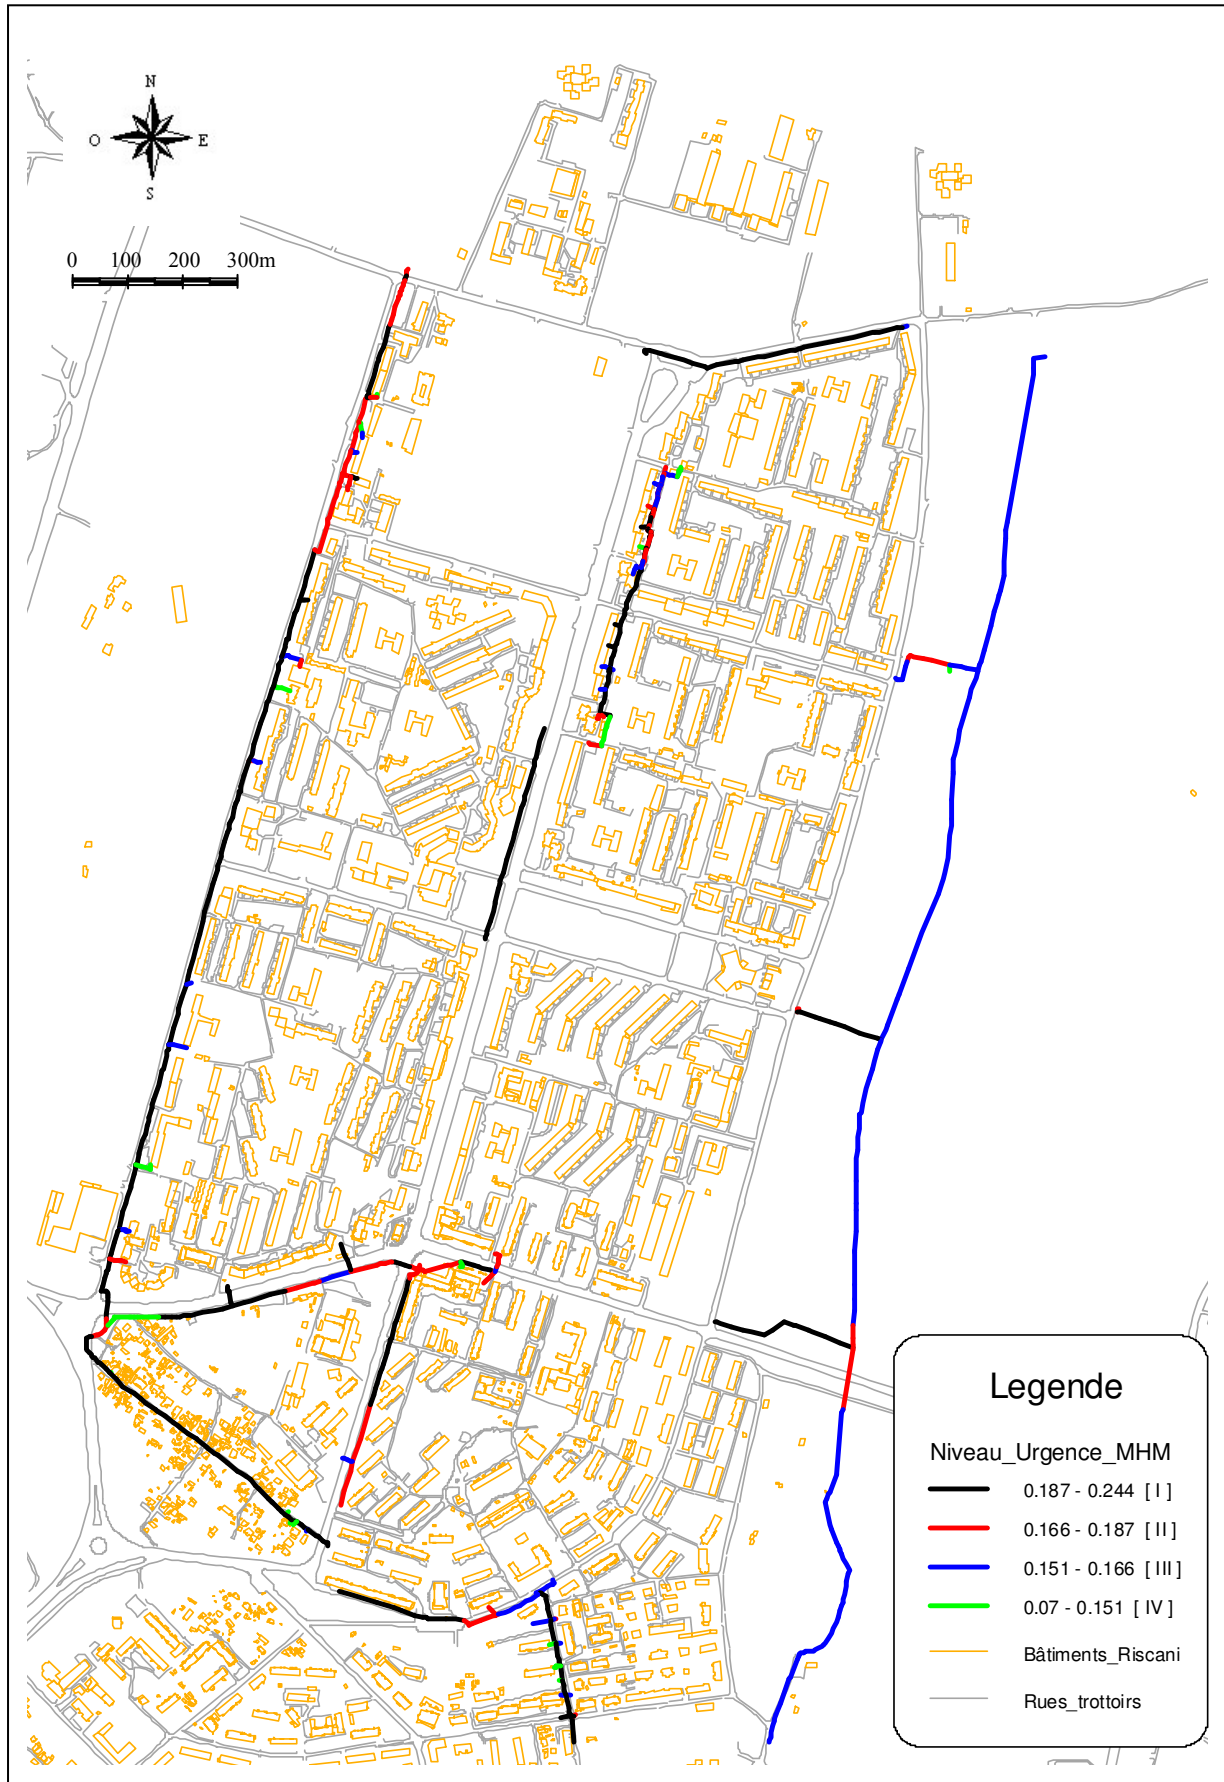 N
O E
S
0 100 200 300m
Legende
Niveau_Urgence_MHM
0.187 - 0.244 [ I ]
0.166 - 0.187 [ II ]
0.151 - 0.166 [ III ]
0.07 - 0.151 [ IV ]
Bâtiments_Riscani
Rues_trottoirs